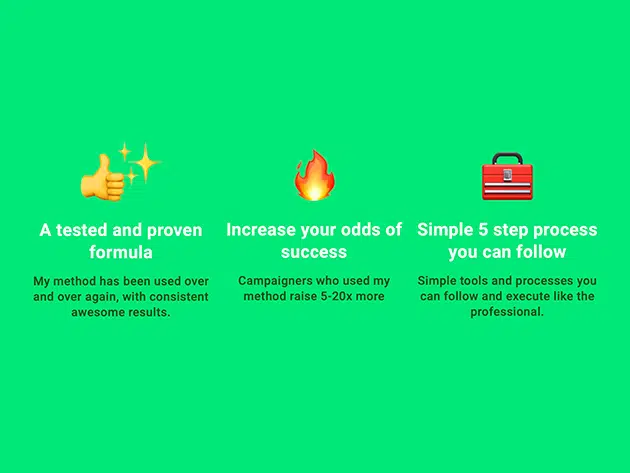 A tested and proven
formula
My method has been used over
and over again, with consistent
awesome results.
Increase your odds of
success
Campaigners who used my
method raise 5-20x more
Simple 5 step process
you can follow
Simple tools and processes you
can follow and execute like the
professional.